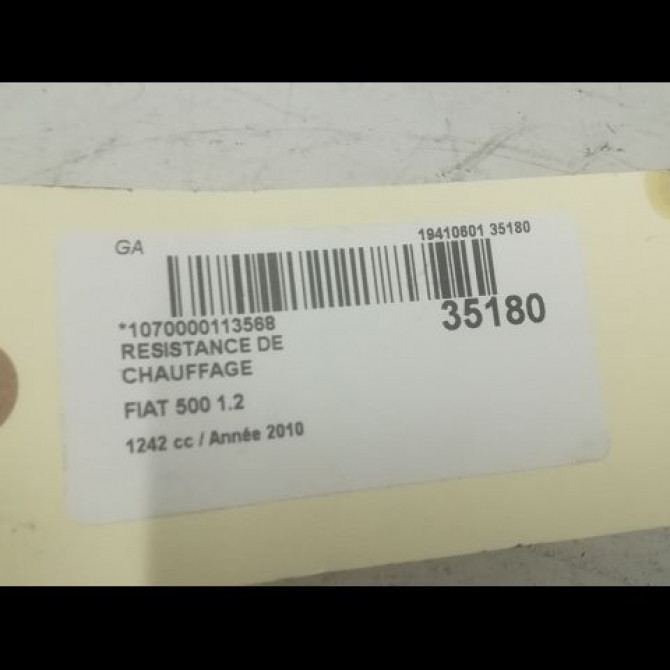 GA
19410601 35180
*1070000113568
35180
RESISTANCE DE
CHAUFFAGE
FIAT 500 1.2
1242 cc / Année 2010